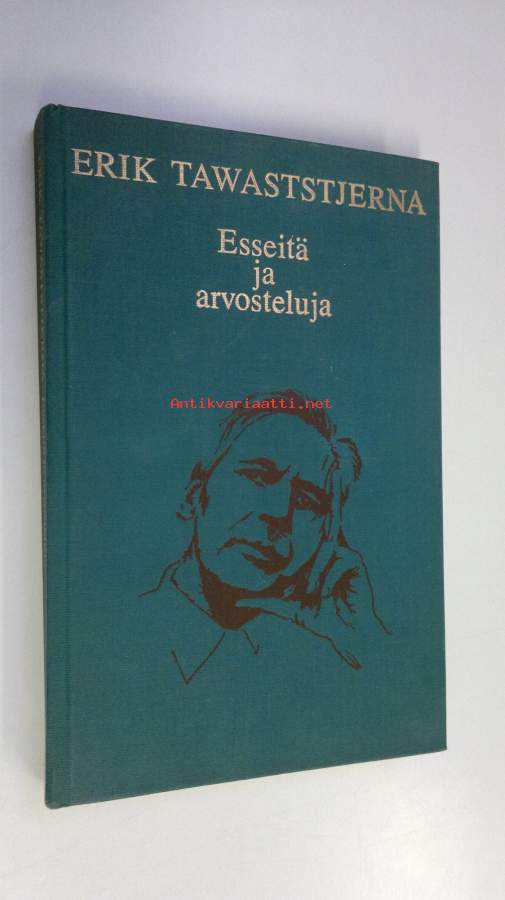 ERIK TAWASTSTJERNA
Esseitä
ja
arvosteluja
Antikvariaatti.net